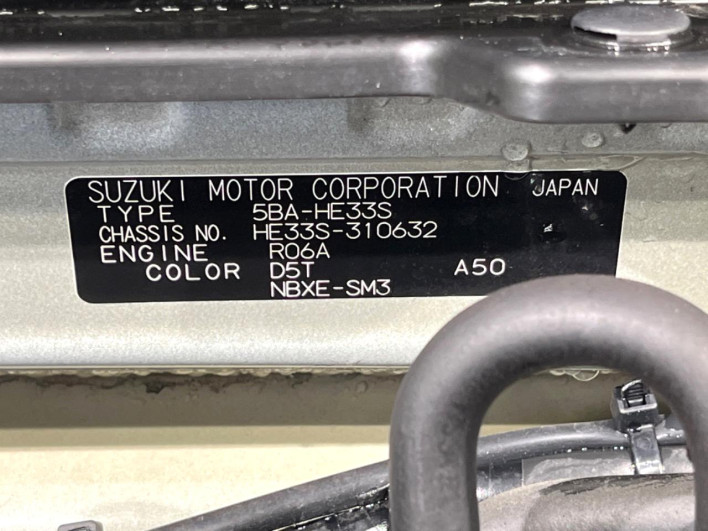 SUZUKI MOTOR CORPORATION JAPAN
TYPE 5BA-HE33S
CHASSIS NO. HE33S-310632
ENGINE R06A
COLOR D5T A50
NBXE-SM3